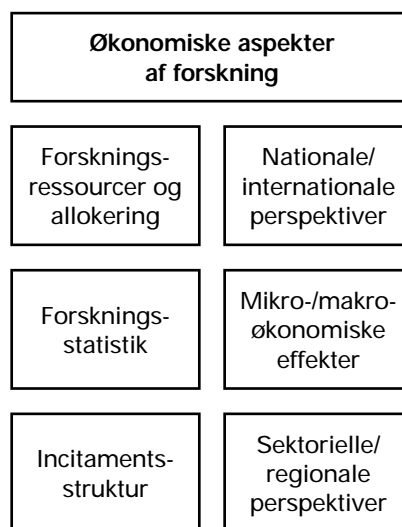 Økonomiske aspekter
af forskning
Forsknings-
ressourcer og
allokering
Nationale/
internationale
perspektiver
Forsknings-
statistik
Mikro-/makro-
økonomiske
effekter
Incitaments-
struktur
Sektorielle/
regionale
perspektiver